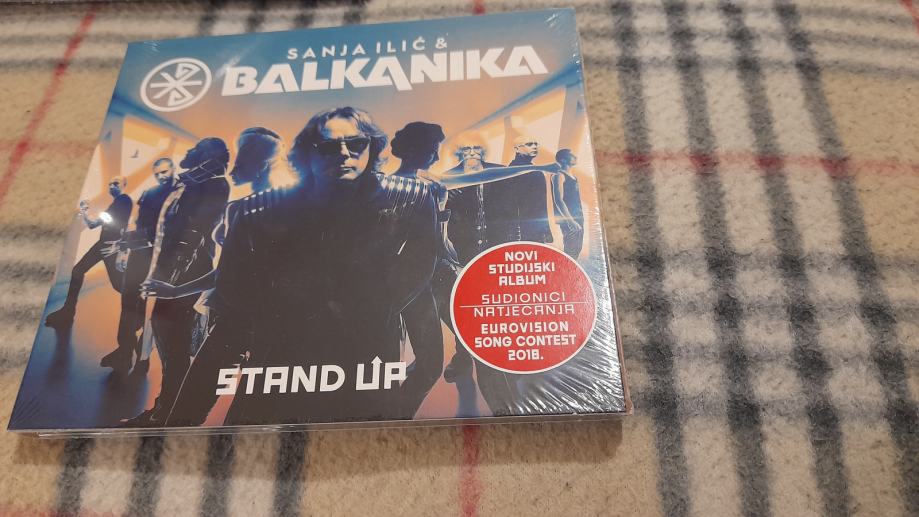 SANJA ILIĆ &
BALKANIKA
NOVI
STUDIJSKI
ALBUM
SUDIONICI
NATJECANJA
EUROVISION
SONG CONTEST
2018.
STAND UP